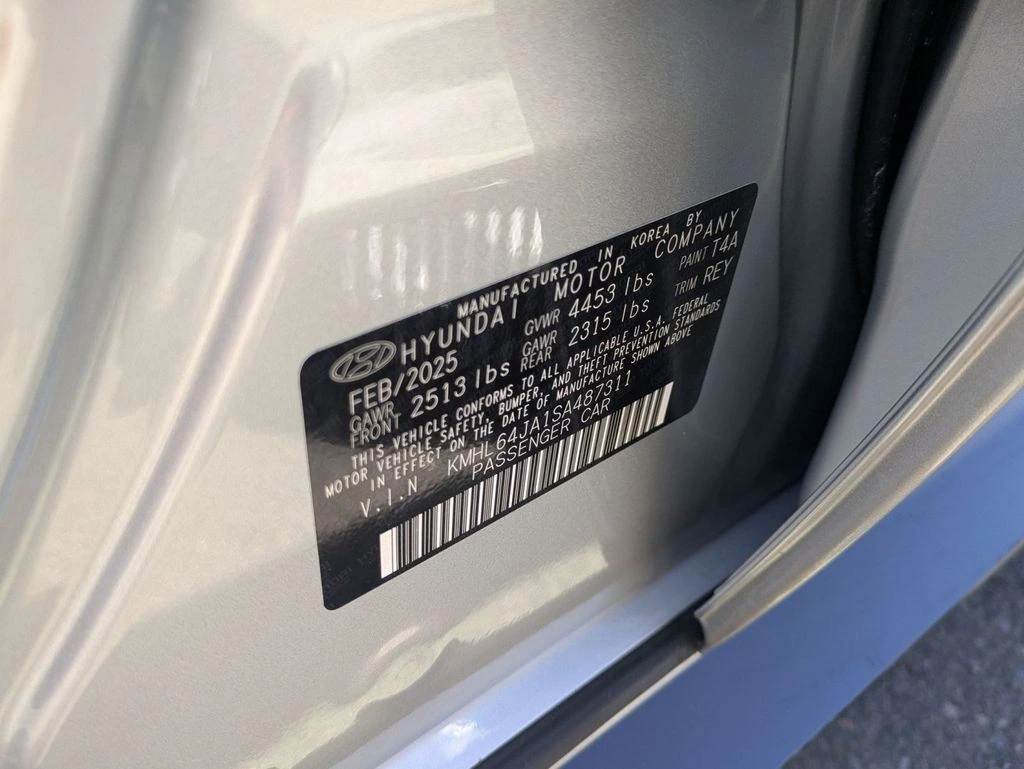 MANUFACTURED IN KOREA BY
HYUNDAI MOTOR COMPANY
FEB/2025 GVWR 4453 lbs PAINT T4A
GAWR FRONT 2513 lbs GAWR REAR 2315 lbs TRIM REY
THIS VEHICLE CONFORMS TO ALL APPLICABLE U.S.A. FEDERAL
MOTOR VEHICLE SAFETY, BUMPER, AND THEFT PREVENTION STANDARDS
IN EFFECT ON THE DATE OF MANUFACTURE SHOWN ABOVE
V.I.N KMHL64JA1SA487311
PASSENGER CAR